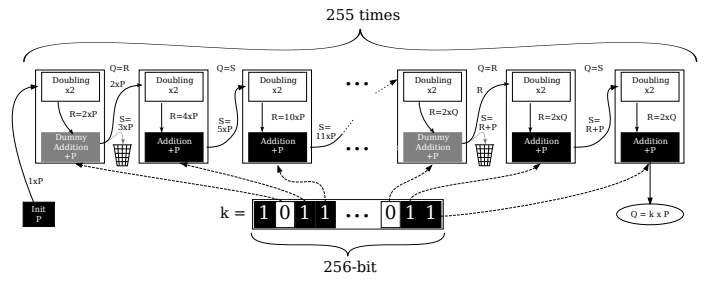 255 times
Q=R
Q=S
Q=R
Q=S
Doubling
x2
2xP
Doubling
x2
Doubling
x2
...
Doubling
x2
R
Doubling
x2
Doubling
x2
R=2xP
S=
3xP
R=4xP
S=
5xP
R=10xP
S=
11xP
R=2xQ
S=
R+P
R=2xQ
S=
R+P
R=2xQ
Dummy
Addition
+P
Addition
+P
Addition
+P
...
Dummy
Addition
+P
Addition
+P
Addition
+P
1xP
Init
P
k = 1 0 1 1 ... 0 1 1
Q = k x P
256-bit